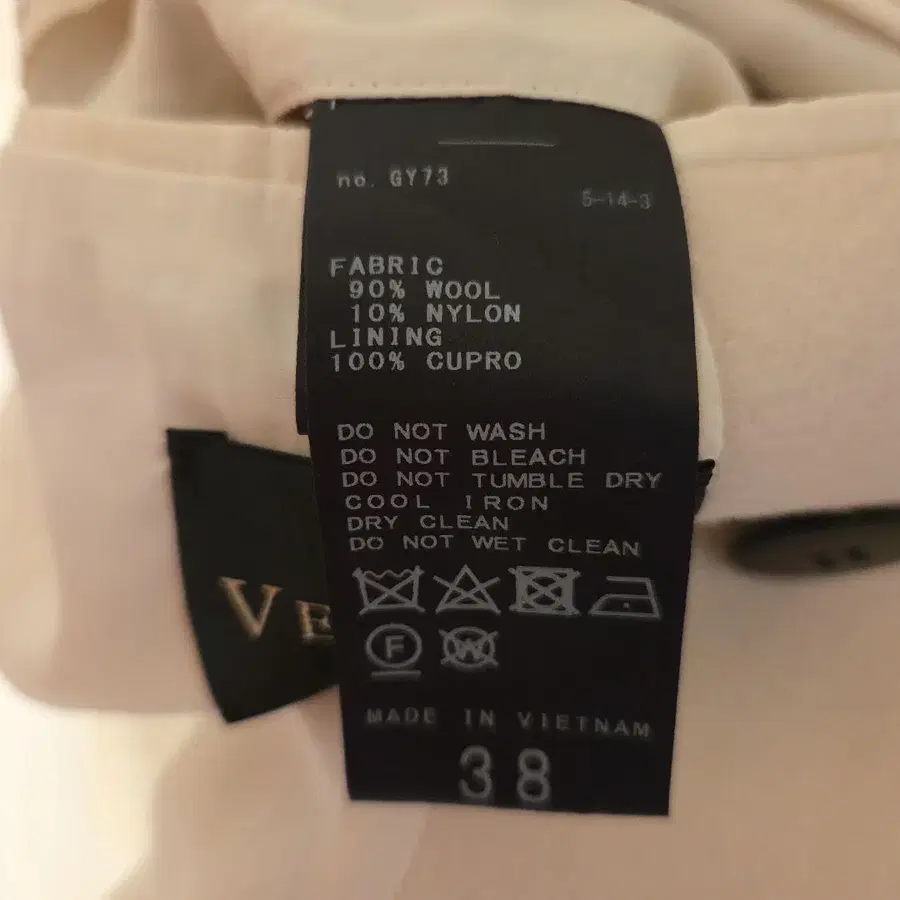 no. GY73
5-14-3
FABRIC
90% WOOL
10% NYLON
LINING
100% CUPRO
DO NOT WASH
DO NOT BLEACH
DO NOT TUMBLE DRY
COOL IRON
DRY CLEAN
DO NOT WET CLEAN
F
W
VE
MADE IN VIETNAM
38